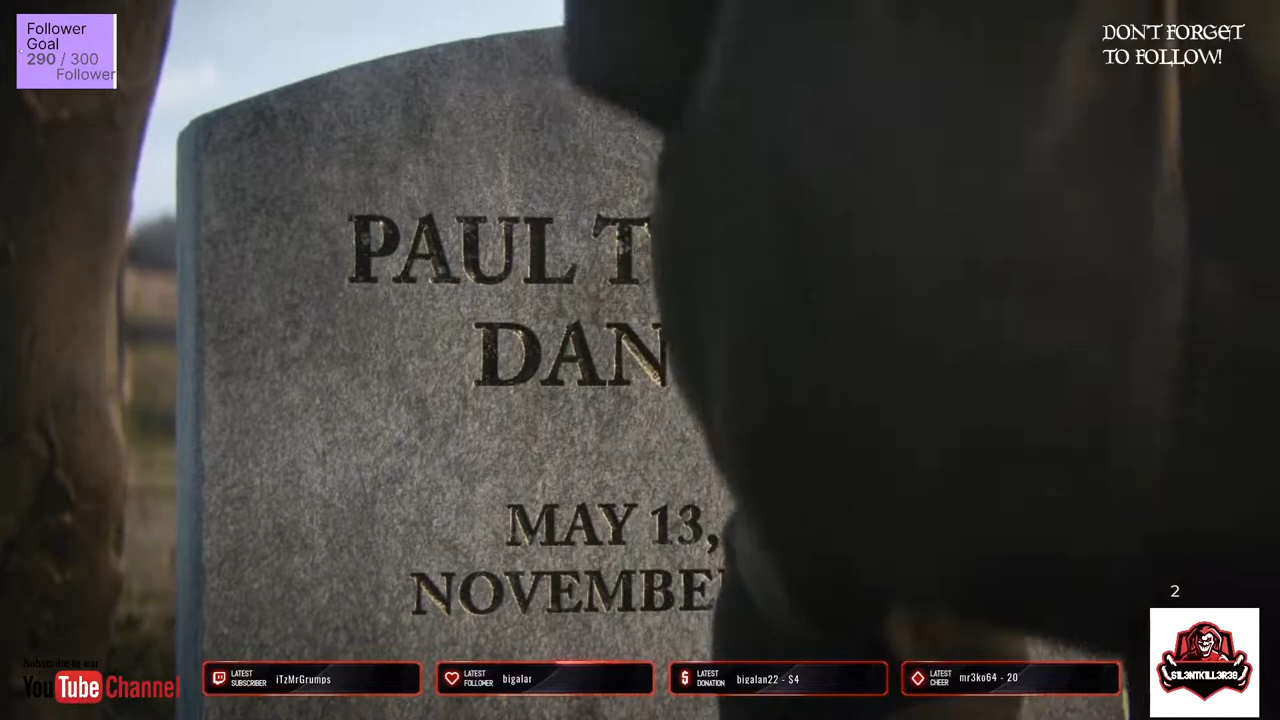 Follower
Goal
290 / 300
Follower
DON'T FORGET
TO FOLLOW!
PAUL T
DAN
MAY 13,
NOVEMBE
2
Subscribe to our
YouTube Channel
LATEST SUBSCRIBER iTzMrGrumps
LATEST FOLLOWER bigalar
LATEST DONATION bigalan22 - $4
LATEST CHEER mr3ko64 - 20
S1L3NTK1LL3R38